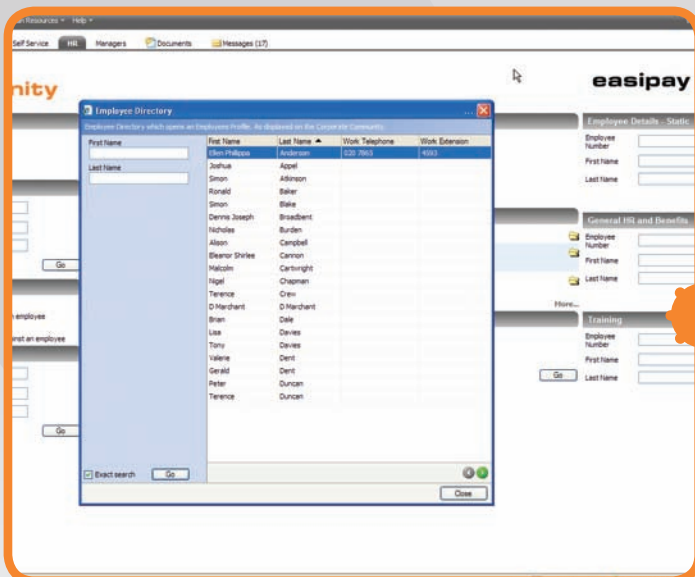 an Resources Help
Self Service HR Managers Documents Messages (17)
nity
easipay
Employee Directory
Employee Directory which opens an Employees Profile. As displayed on the Corporate Community.
First Name
Last Name
Exact search Go
First Name Last Name Work Telephone Work Extension
Ellen Philippa Anderson 020 7865 4593
Joshua Appel
Simon Atkinson
Ronald Baker
Simon Blake
Dennis Joseph Broadbent
Nicholas Burden
Alison Campbell
Eleanor Shirlee Cannon
Malcolm Cartwright
Nigel Chapman
Terence Crew
D Marchant D Marchant
Brian Dale
Lisa Davies
Tony Davies
Valerie Dent
Gerald Dent
Peter Duncan
Terence Duncan
Close
Go
employee
inst an employee
Go
More...
Go
Employee Details - Static
Employee
Number
First Name
Last Name
General HR and Benefits
Employee
Number
First Name
Last Name
Training
Employee
Number
First Name
Last Name